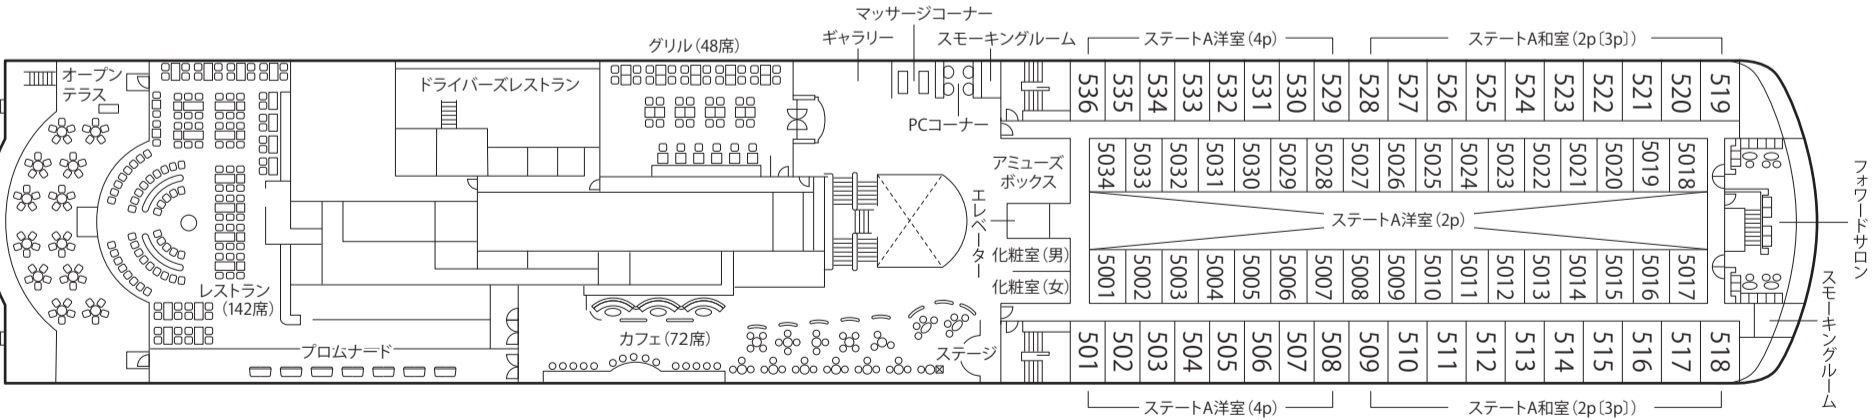 マッサージコーナー
ギャラリー
スモーキングルーム
グリル(48席)
ステートA洋室(4p)
ステートA和室(2p〔3p〕)
オープン
テラス
ドライバーズレストラン
PCコーナー
536 535 534 533 532 531 530 529 528 527 526 525 524 523 522 521 520 519
アミューズ
ボックス
5034 5033 5032 5031 5030 5029 5028 5027 5026 5025 5024 5023 5022 5021 5020 5019 5018
エレベーター
ステートA洋室(2p)
フォワードサロン
化粧室(男)
化粧室(女)
5001 5002 5003 5004 5005 5006 5007 5008 5009 5010 5011 5012 5013 5014 5015 5016 5017
レストラン
(142席)
カフェ(72席)
ステージ
プロムナード
スモーキングルーム
501 502 503 504 505 506 507 508 509 510 511 512 513 514 515 516 517 518
ステートA洋室(4p)
ステートA和室(2p〔3p〕)